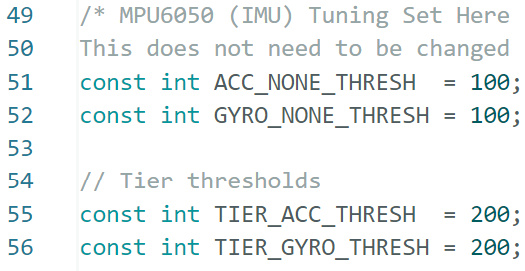 49 /* MPU6050 (IMU) Tuning Set Here
50 This does not need to be changed
51 const int ACC_NONE_THRESH  = 100;
52 const int GYRO_NONE_THRESH = 100;
53
54 // Tier thresholds
55 const int TIER_ACC_THRESH  = 200;
56 const int TIER_GYRO_THRESH = 200;